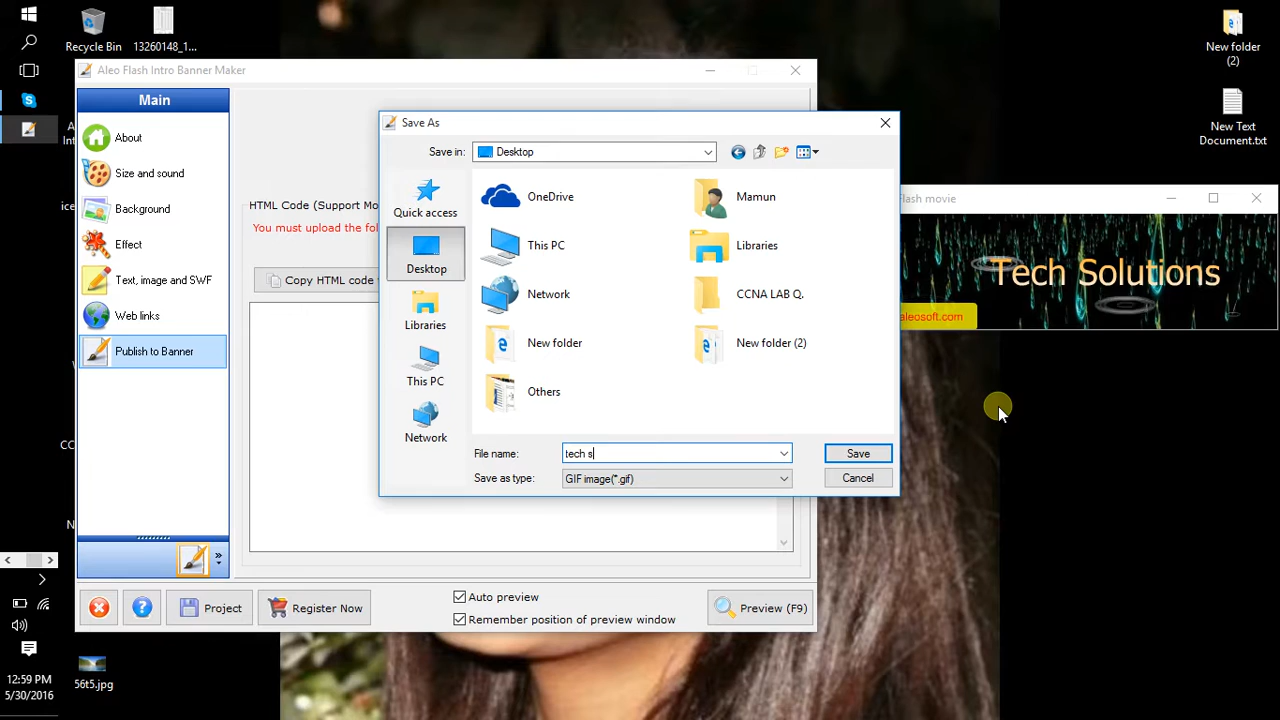 Recycle Bin
13260148_1...
New folder
(2)
New Text
Document.txt
Aleo Flash Intro Banner Maker
Main
About
Size and sound
Background
Effect
Text, image and SWF
Web links
Publish to Banner
HTML Code (Support Mo
You must upload the fol
Copy HTML code
Save As
Save in:
Desktop
Quick access
Desktop
Libraries
This PC
Network
OneDrive
Mamun
This PC
Libraries
Network
CCNA LAB Q.
New folder
New folder (2)
Others
File name:
tech s
Save
Save as type:
GIF image(*.gif)
Cancel
Flash movie
Tech Solutions
aleosoft.com
Project
Register Now
Auto preview
Remember position of preview window
Preview (F9)
12:59 PM
5/30/2016
56t5.jpg